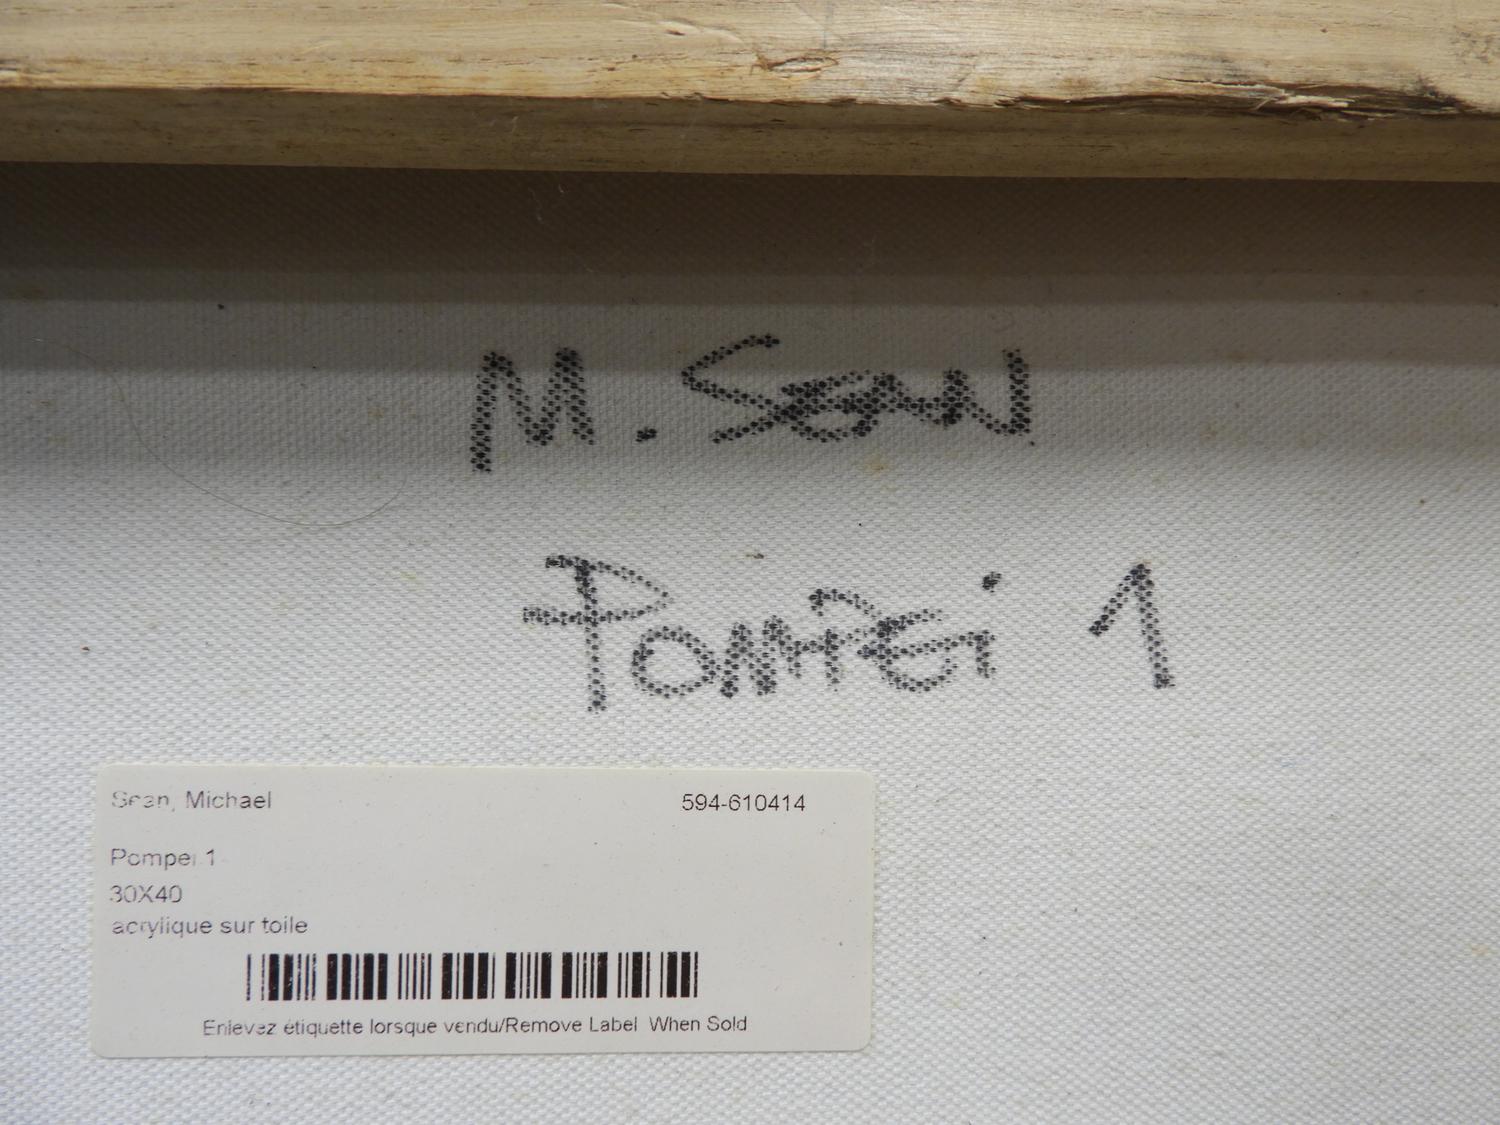 M. Sean
Pompei 1
Sean, Michael 594-610414
Pompei 1
30X40
acrylique sur toile
Enlevez étiquette lorsque vendu/Remove Label When Sold